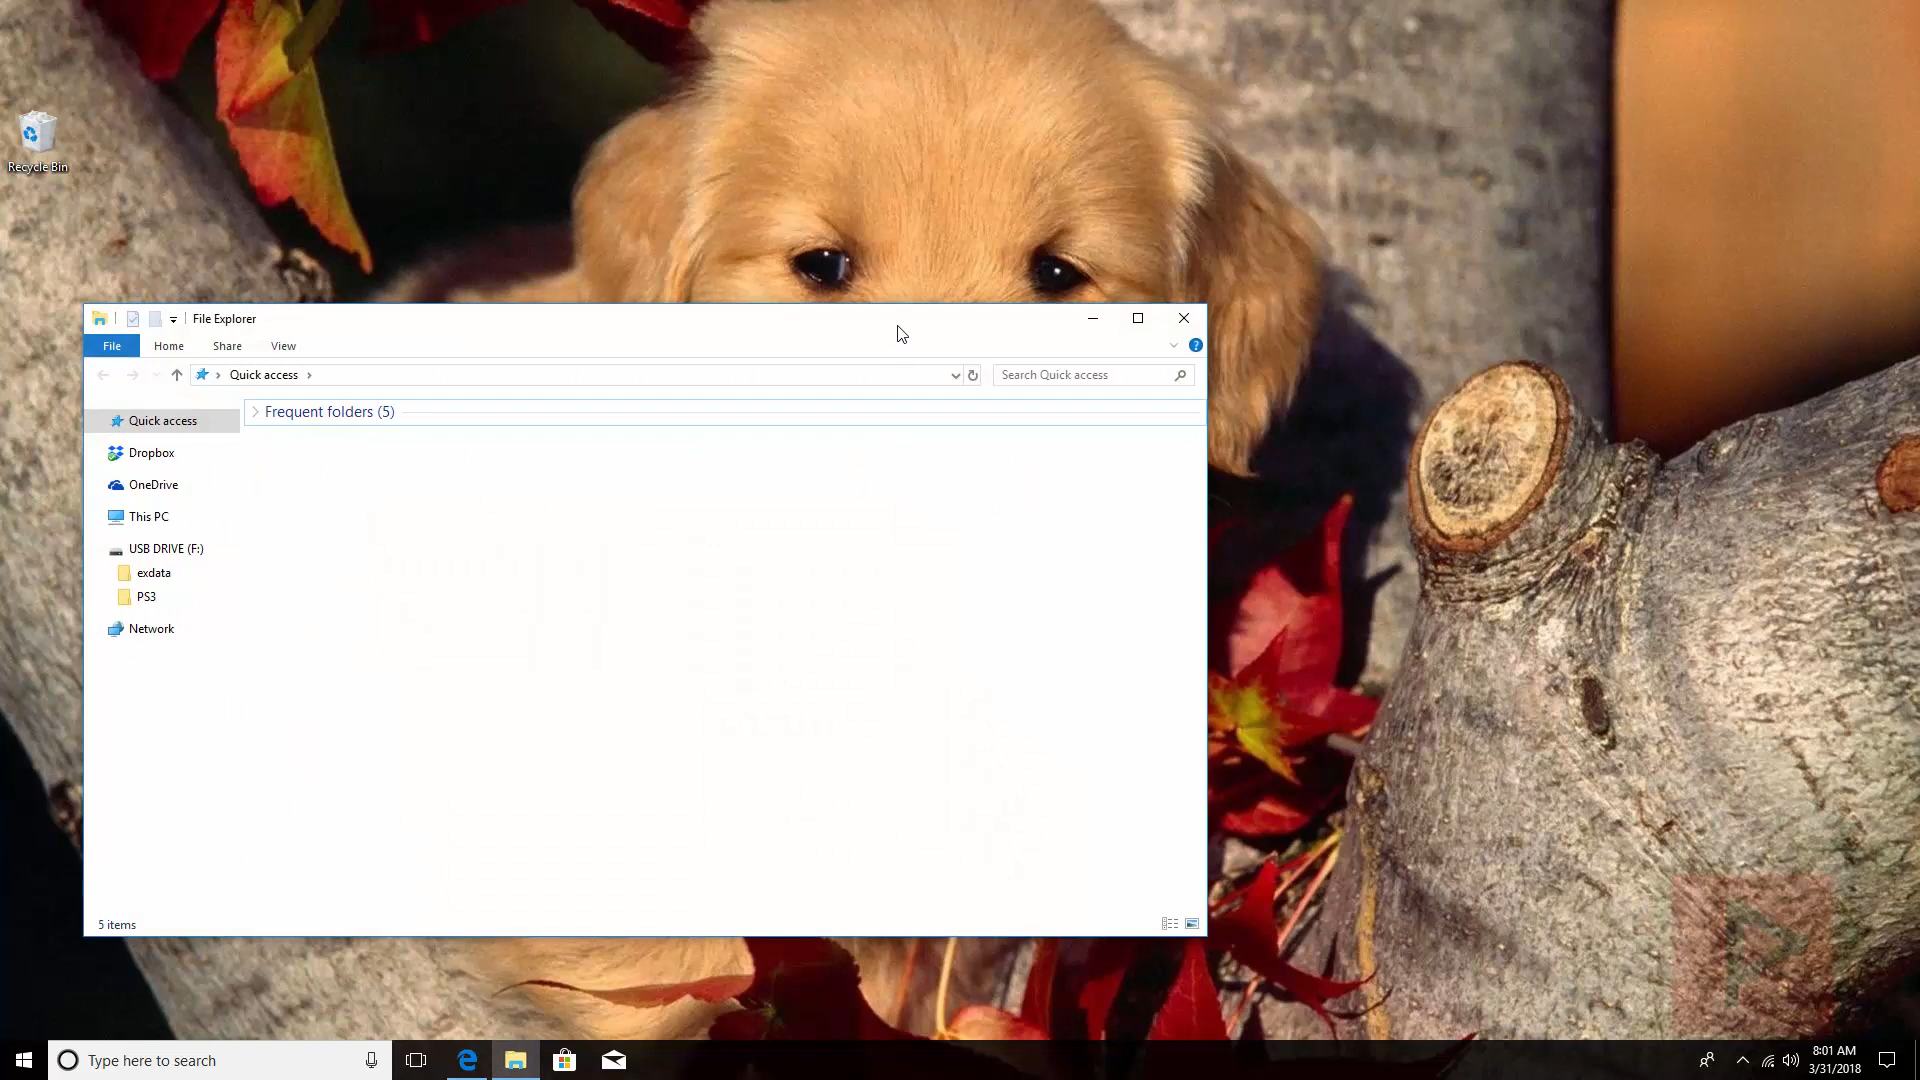 Recycle Bin
File Explorer
File Home Share View
Quick access
Search Quick access
Quick access
Frequent folders (5)
Dropbox
OneDrive
This PC
USB DRIVE (F:)
exdata
PS3
Network
5 items
Type here to search
8:01 AM
3/31/2018